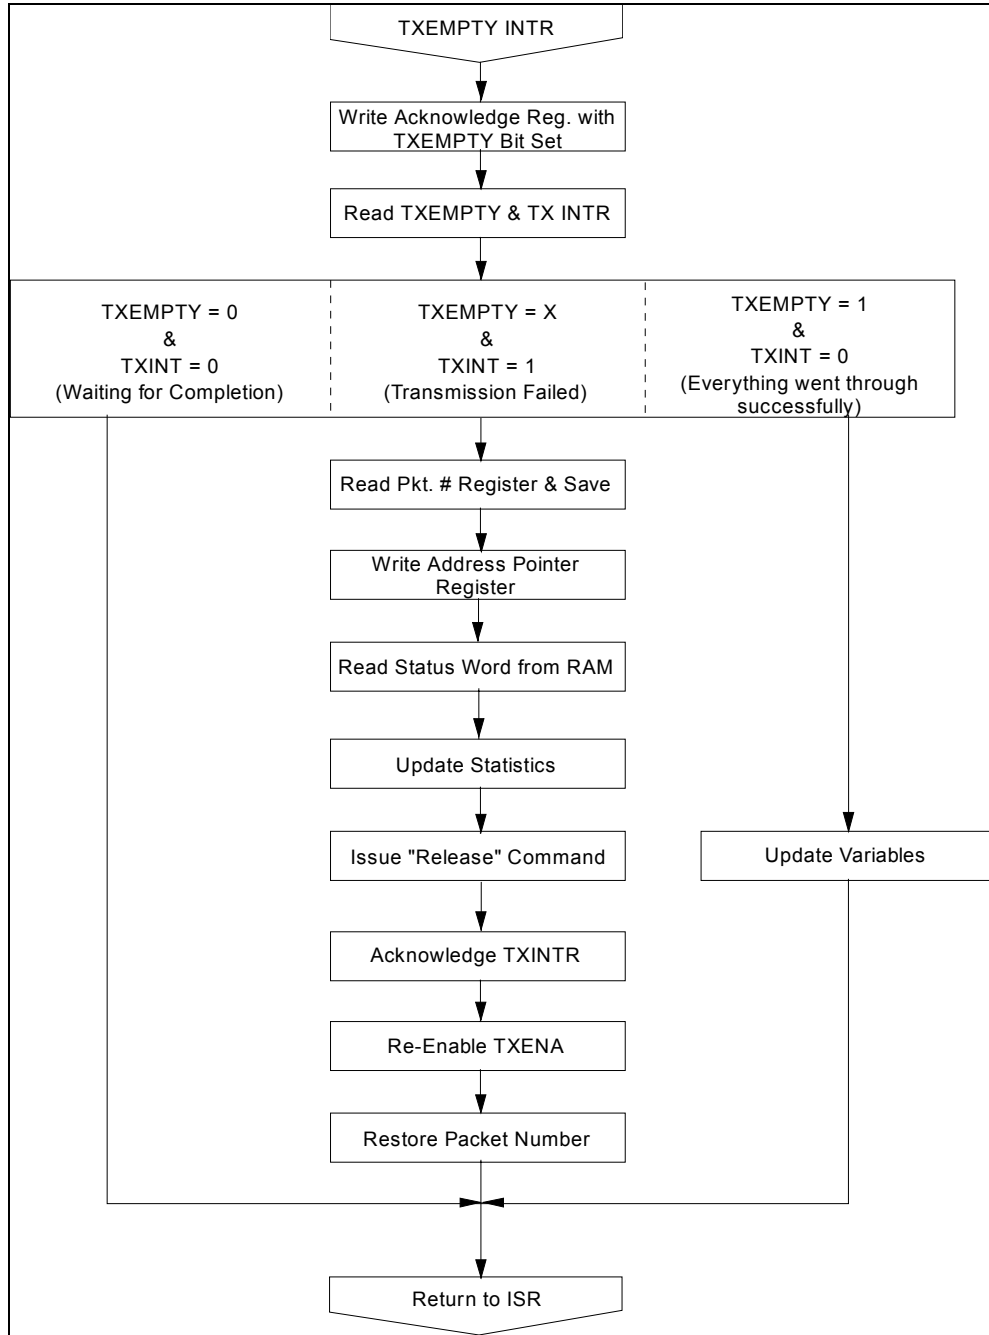 TXEMPTY INTR
Write Acknowledge Reg. with
TXEMPTY Bit Set
Read TXEMPTY & TX INTR
TXEMPTY = 0
&
TXINT = 0
(Waiting for Completion)
TXEMPTY = X
&
TXINT = 1
(Transmission Failed)
TXEMPTY = 1
&
TXINT = 0
(Everything went through
successfully)
Read Pkt. # Register & Save
Write Address Pointer
Register
Read Status Word from RAM
Update Statistics
Issue "Release" Command
Update Variables
Acknowledge TXINTR
Re-Enable TXENA
Restore Packet Number
Return to ISR